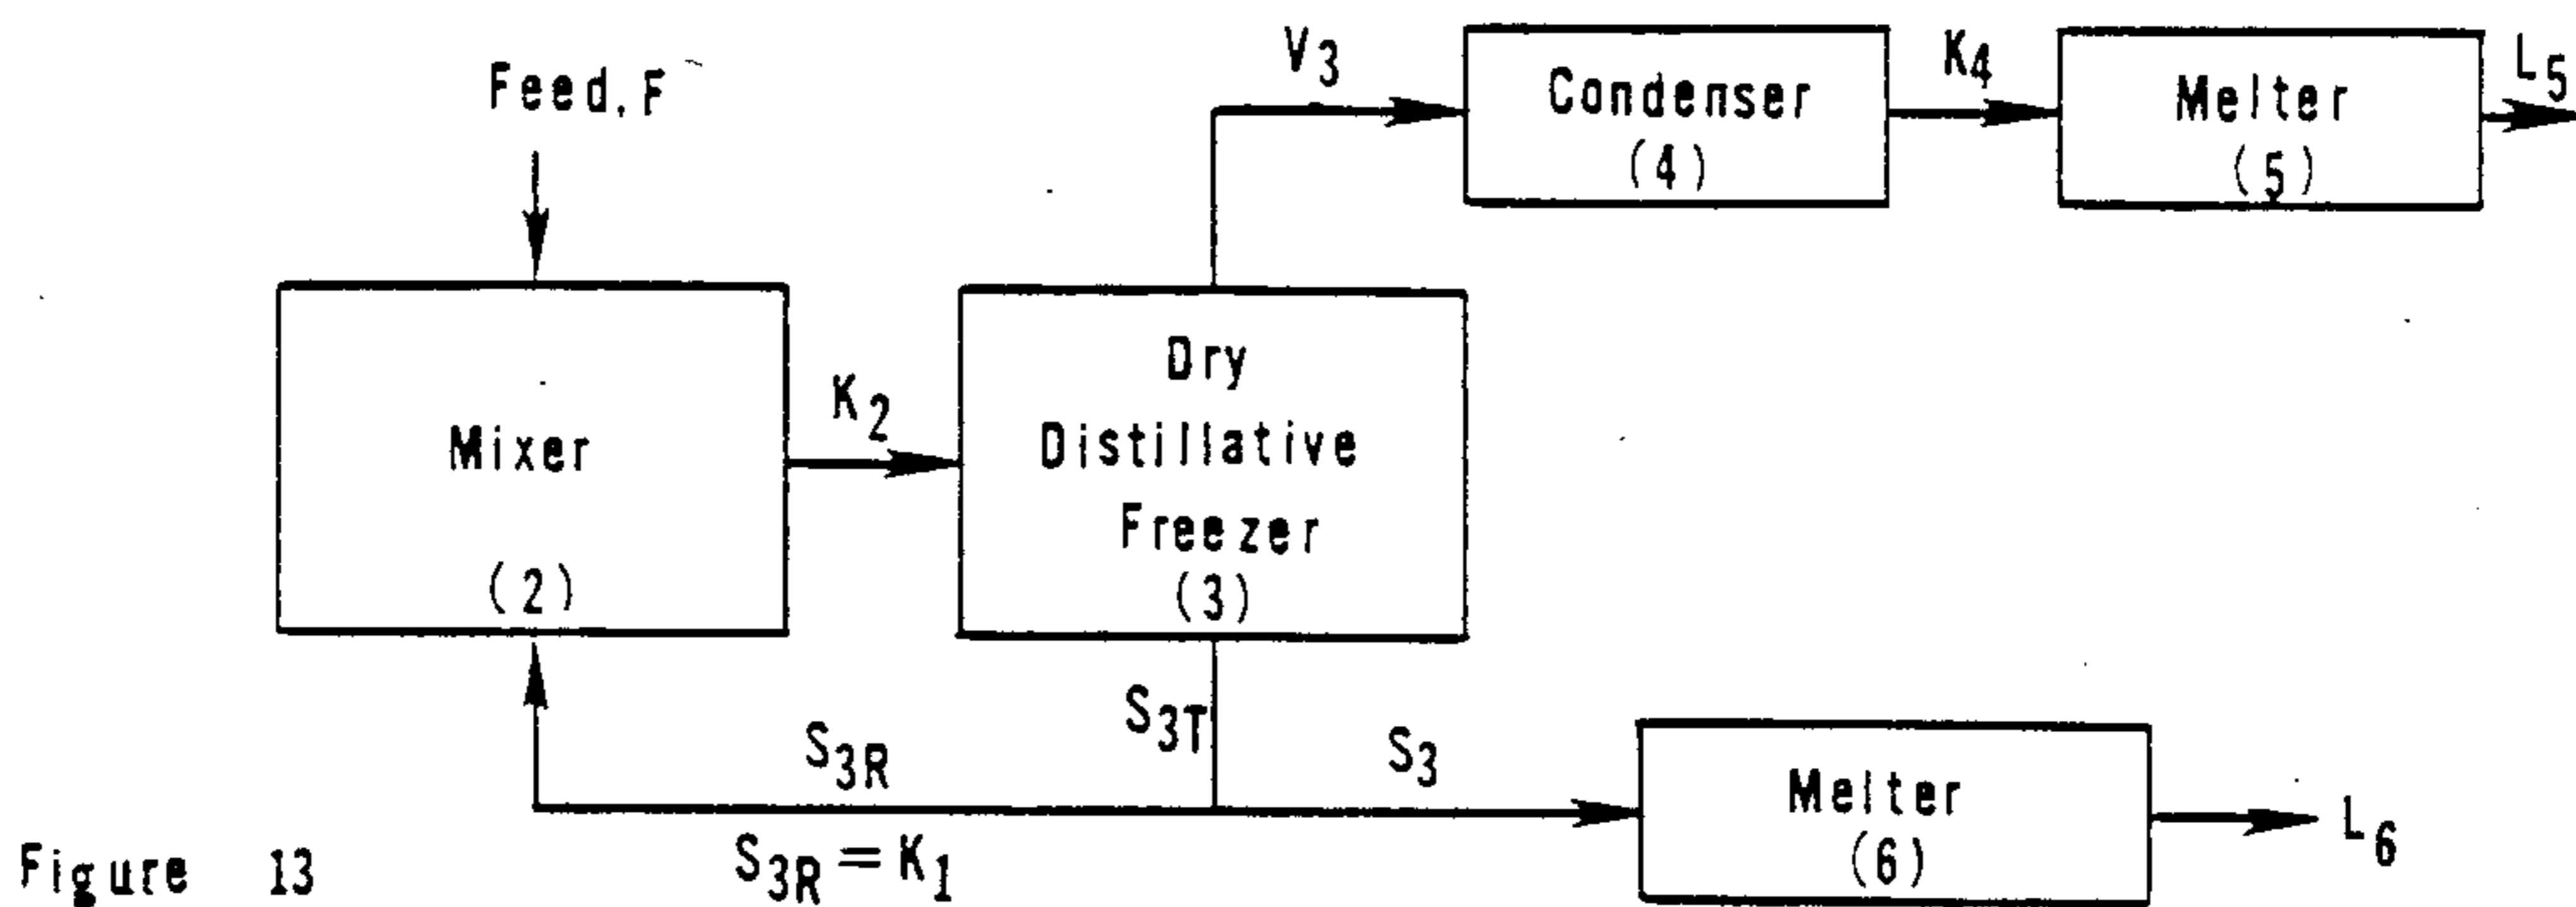 Feed, F
V3
Condenser
(4)
K4
Melter
(5)
L5
Mixer
(2)
K2
Dry
Distillative
Freezer
(3)
S3T
S3R
S3R = K1
S3
Melter
(6)
L6
Figure 13